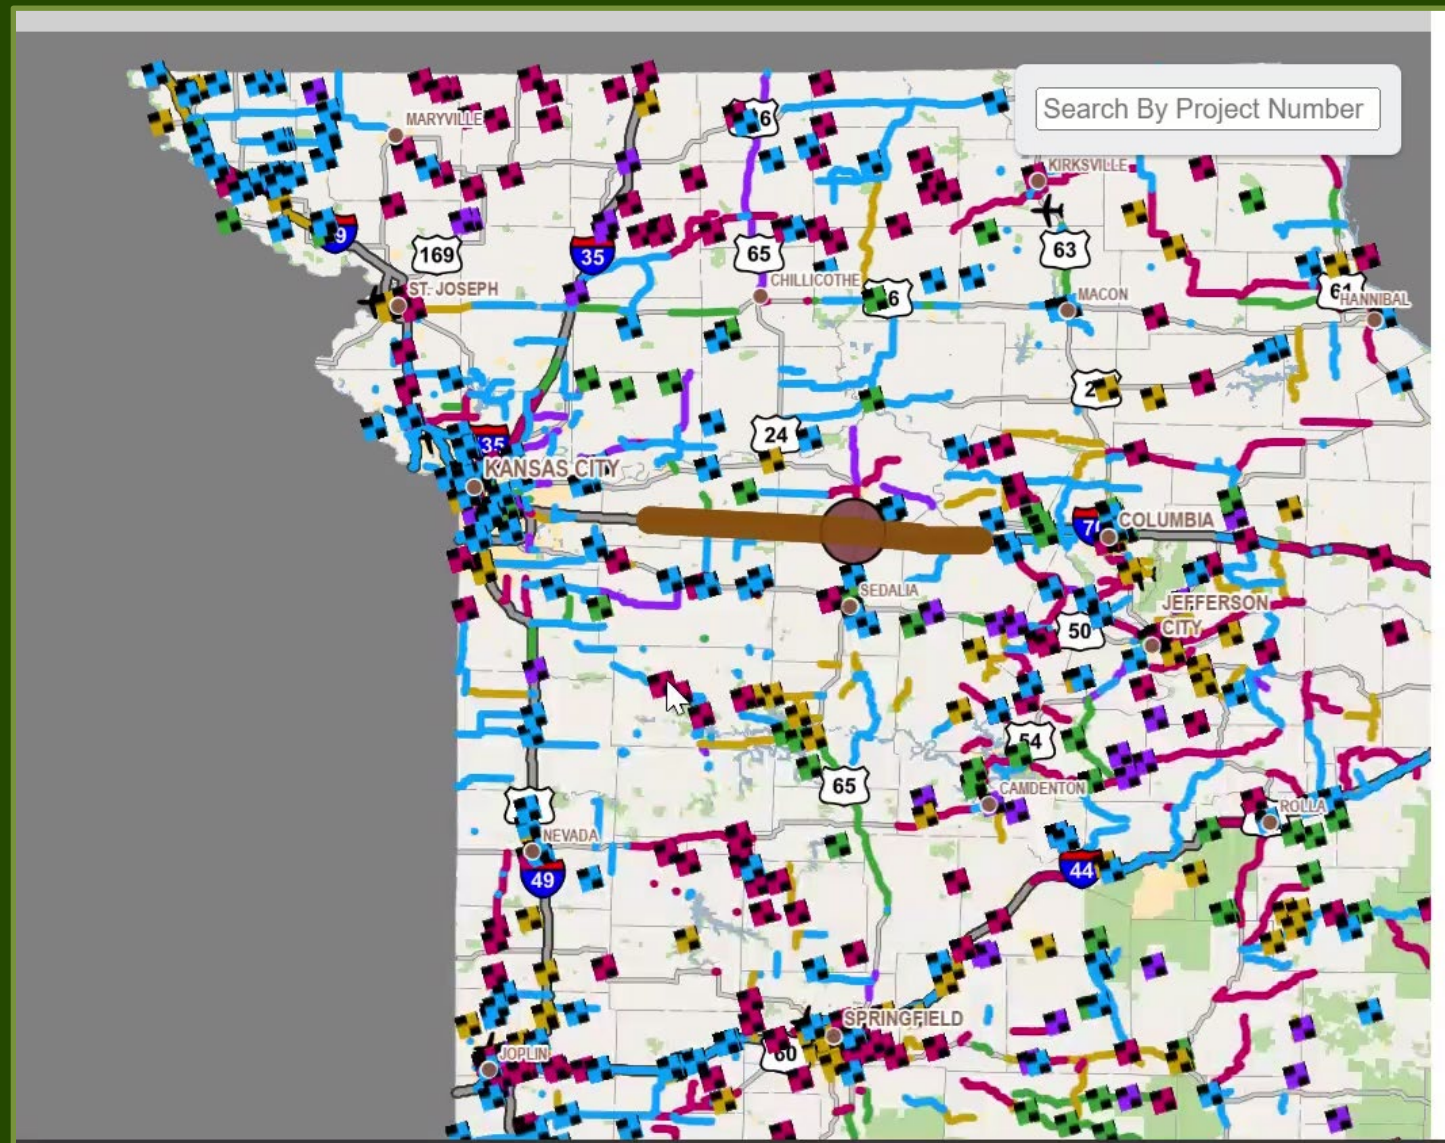 Search By Project Number
MARYVILLE
KIRKSVILLE
169
35
65
63
CHILLICOTHE
ST. JOSEPH
MACON
HANNIBAL
24
35
KANSAS CITY
COLUMBIA
SEDALIA
JEFFERSON
CITY
50
54
65
CAMDENTON
ROLLA
NEVADA
49
44
SPRINGFIELD
JOPLIN
60